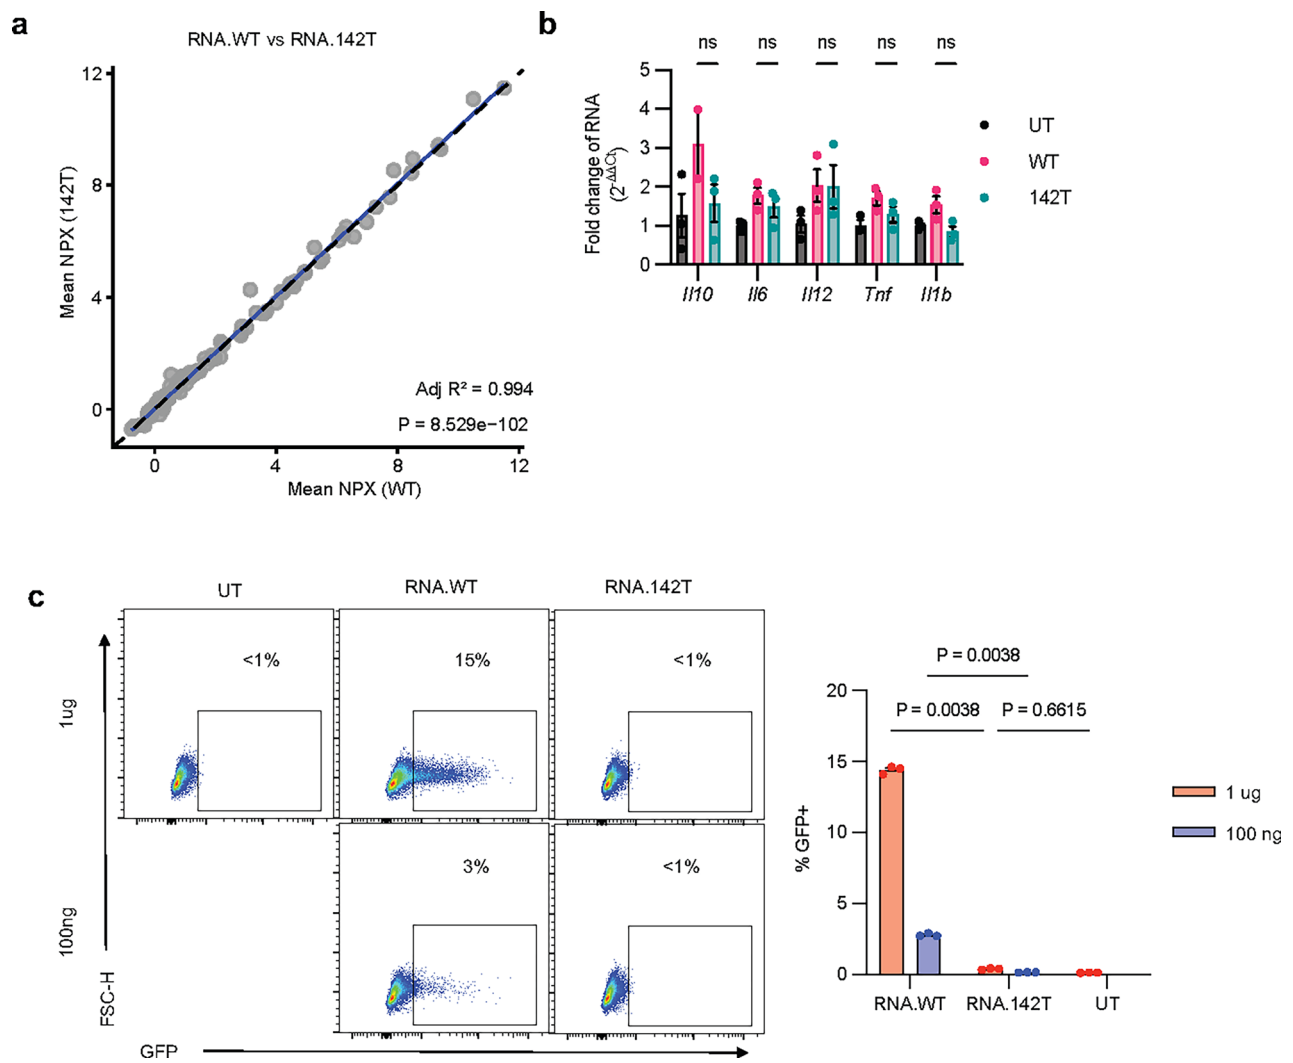 a
RNA.WT vs RNA.142T
12
8
4
0
Mean NPX (142T)
Adj R² = 0.994
P = 8.529e−102
0 4 8 12
Mean NPX (WT)
b
ns ns ns ns ns
5
4
3
2
1
0
Fold change of RNA
(2^-ΔΔCt)
Il10 Il6 Il12 Tnf Il1b
UT
WT
142T
c
UT RNA.WT RNA.142T
1ug
<1% 15% <1%
100ng
3% <1%
FSC-H
GFP
P = 0.0038
P = 0.0038 P = 0.6615
20
15
10
5
0
% GFP+
RNA.WT RNA.142T UT
1 ug
100 ng